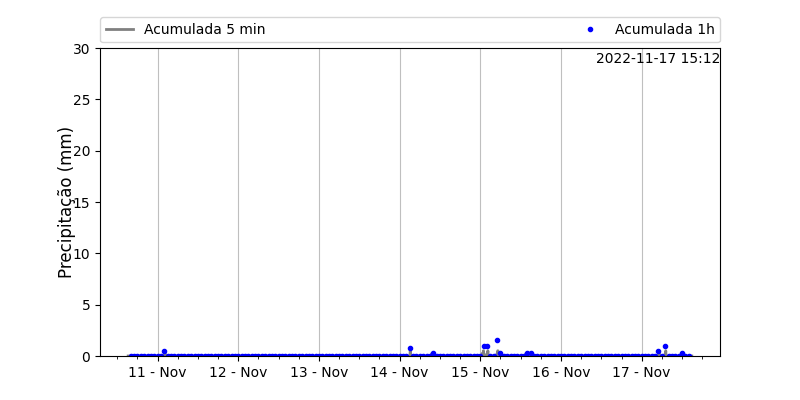 Acumulada 5 min
Acumulada 1h
2022-11-17 15:12
Precipitação (mm)
30
25
20
15
10
5
0
11 - Nov
12 - Nov
13 - Nov
14 - Nov
15 - Nov
16 - Nov
17 - Nov